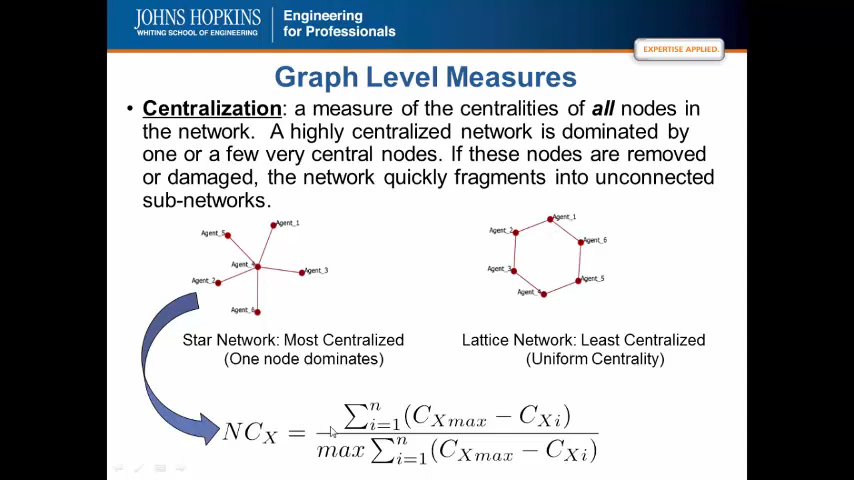 JOHNS HOPKINS
WHITING SCHOOL OF ENGINEERING
Engineering
for Professionals
EXPERTISE APPLIED.
Graph Level Measures
• Centralization: a measure of the centralities of all nodes in
the network. A highly centralized network is dominated by
one or a few very central nodes. If these nodes are removed
or damaged, the network quickly fragments into unconnected
sub-networks.
Agent_5
Agent_1
Agent_4
Agent_3
Agent_2
Agent_6
Agent_1
Agent_2
Agent_6
Agent_3
Agent_5
Agent_4
Star Network: Most Centralized
(One node dominates)
Lattice Network: Least Centralized
(Uniform Centrality)
NC_X = \frac{\sum_{i=1}^{n}(C_{Xmax} - C_{Xi})}{max \sum_{i=1}^{n}(C_{Xmax} - C_{Xi})}